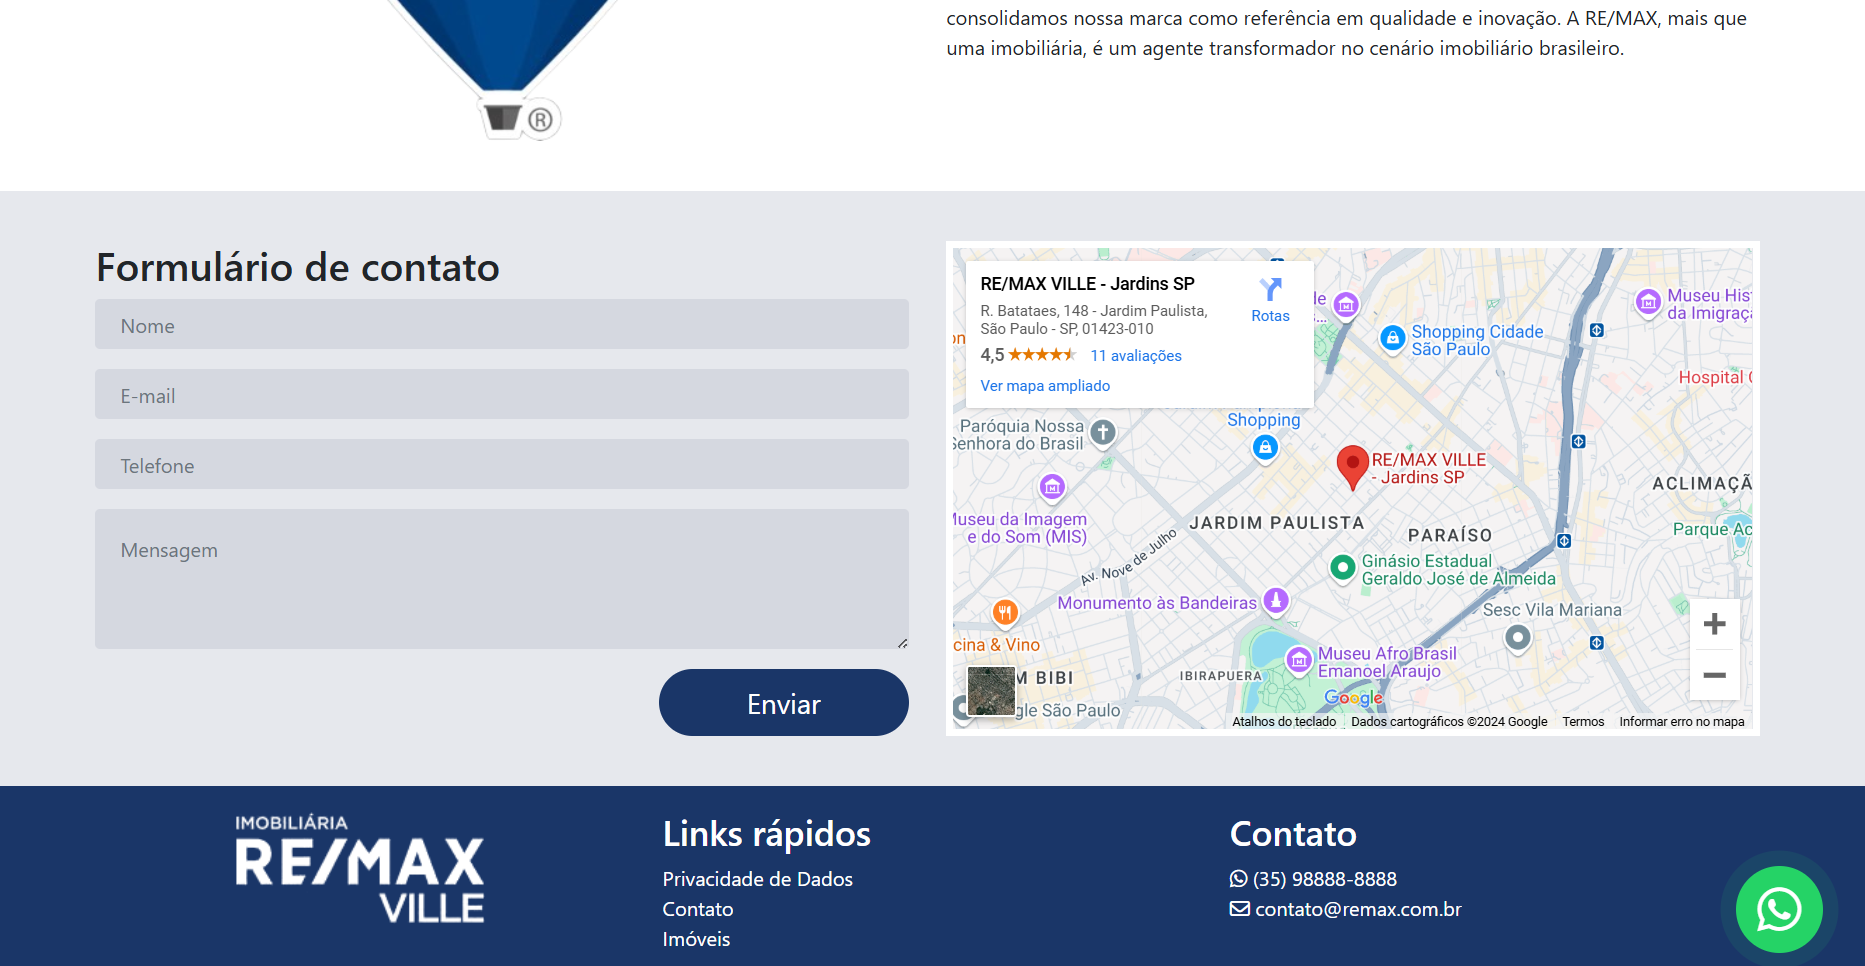 consolidamos nossa marca como referência em qualidade e inovação. A RE/MAX, mais que
uma imobiliária, é um agente transformador no cenário imobiliário brasileiro.
®
Formulário de contato
Nome
E-mail
Telefone
Mensagem
Enviar
RE/MAX VILLE - Jardins SP
R. Batataes, 148 - Jardim Paulista,
São Paulo - SP, 01423-010
4,5
11 avaliações
Ver mapa ampliado
Rotas
Shopping Cidade
São Paulo
Museu His
da Imigraç
Hospital
Shopping
Paróquia Nossa
Senhora do Brasil
RE/MAX VILLE
- Jardins SP
ACLIMAÇÃ
Museu da Imagem
e do Som (MIS)
JARDIM PAULISTA
PARAÍSO
Parque Ac
Av. Nove de Julho
Ginásio Estadual
Geraldo José de Almeida
Monumento às Bandeiras
Sesc Vila Mariana
cina & Vino
Museu Afro Brasil
Emanoel Araujo
M BIBI
IBIRAPUERA
gle São Paulo
Google
Atalhos do teclado
Dados cartográficos ©2024 Google
Termos
Informar erro no mapa
IMOBILIÁRIA
RE/MAX
VILLE
Links rápidos
Privacidade de Dados
Contato
Imóveis
Contato
(35) 98888-8888
contato@remax.com.br